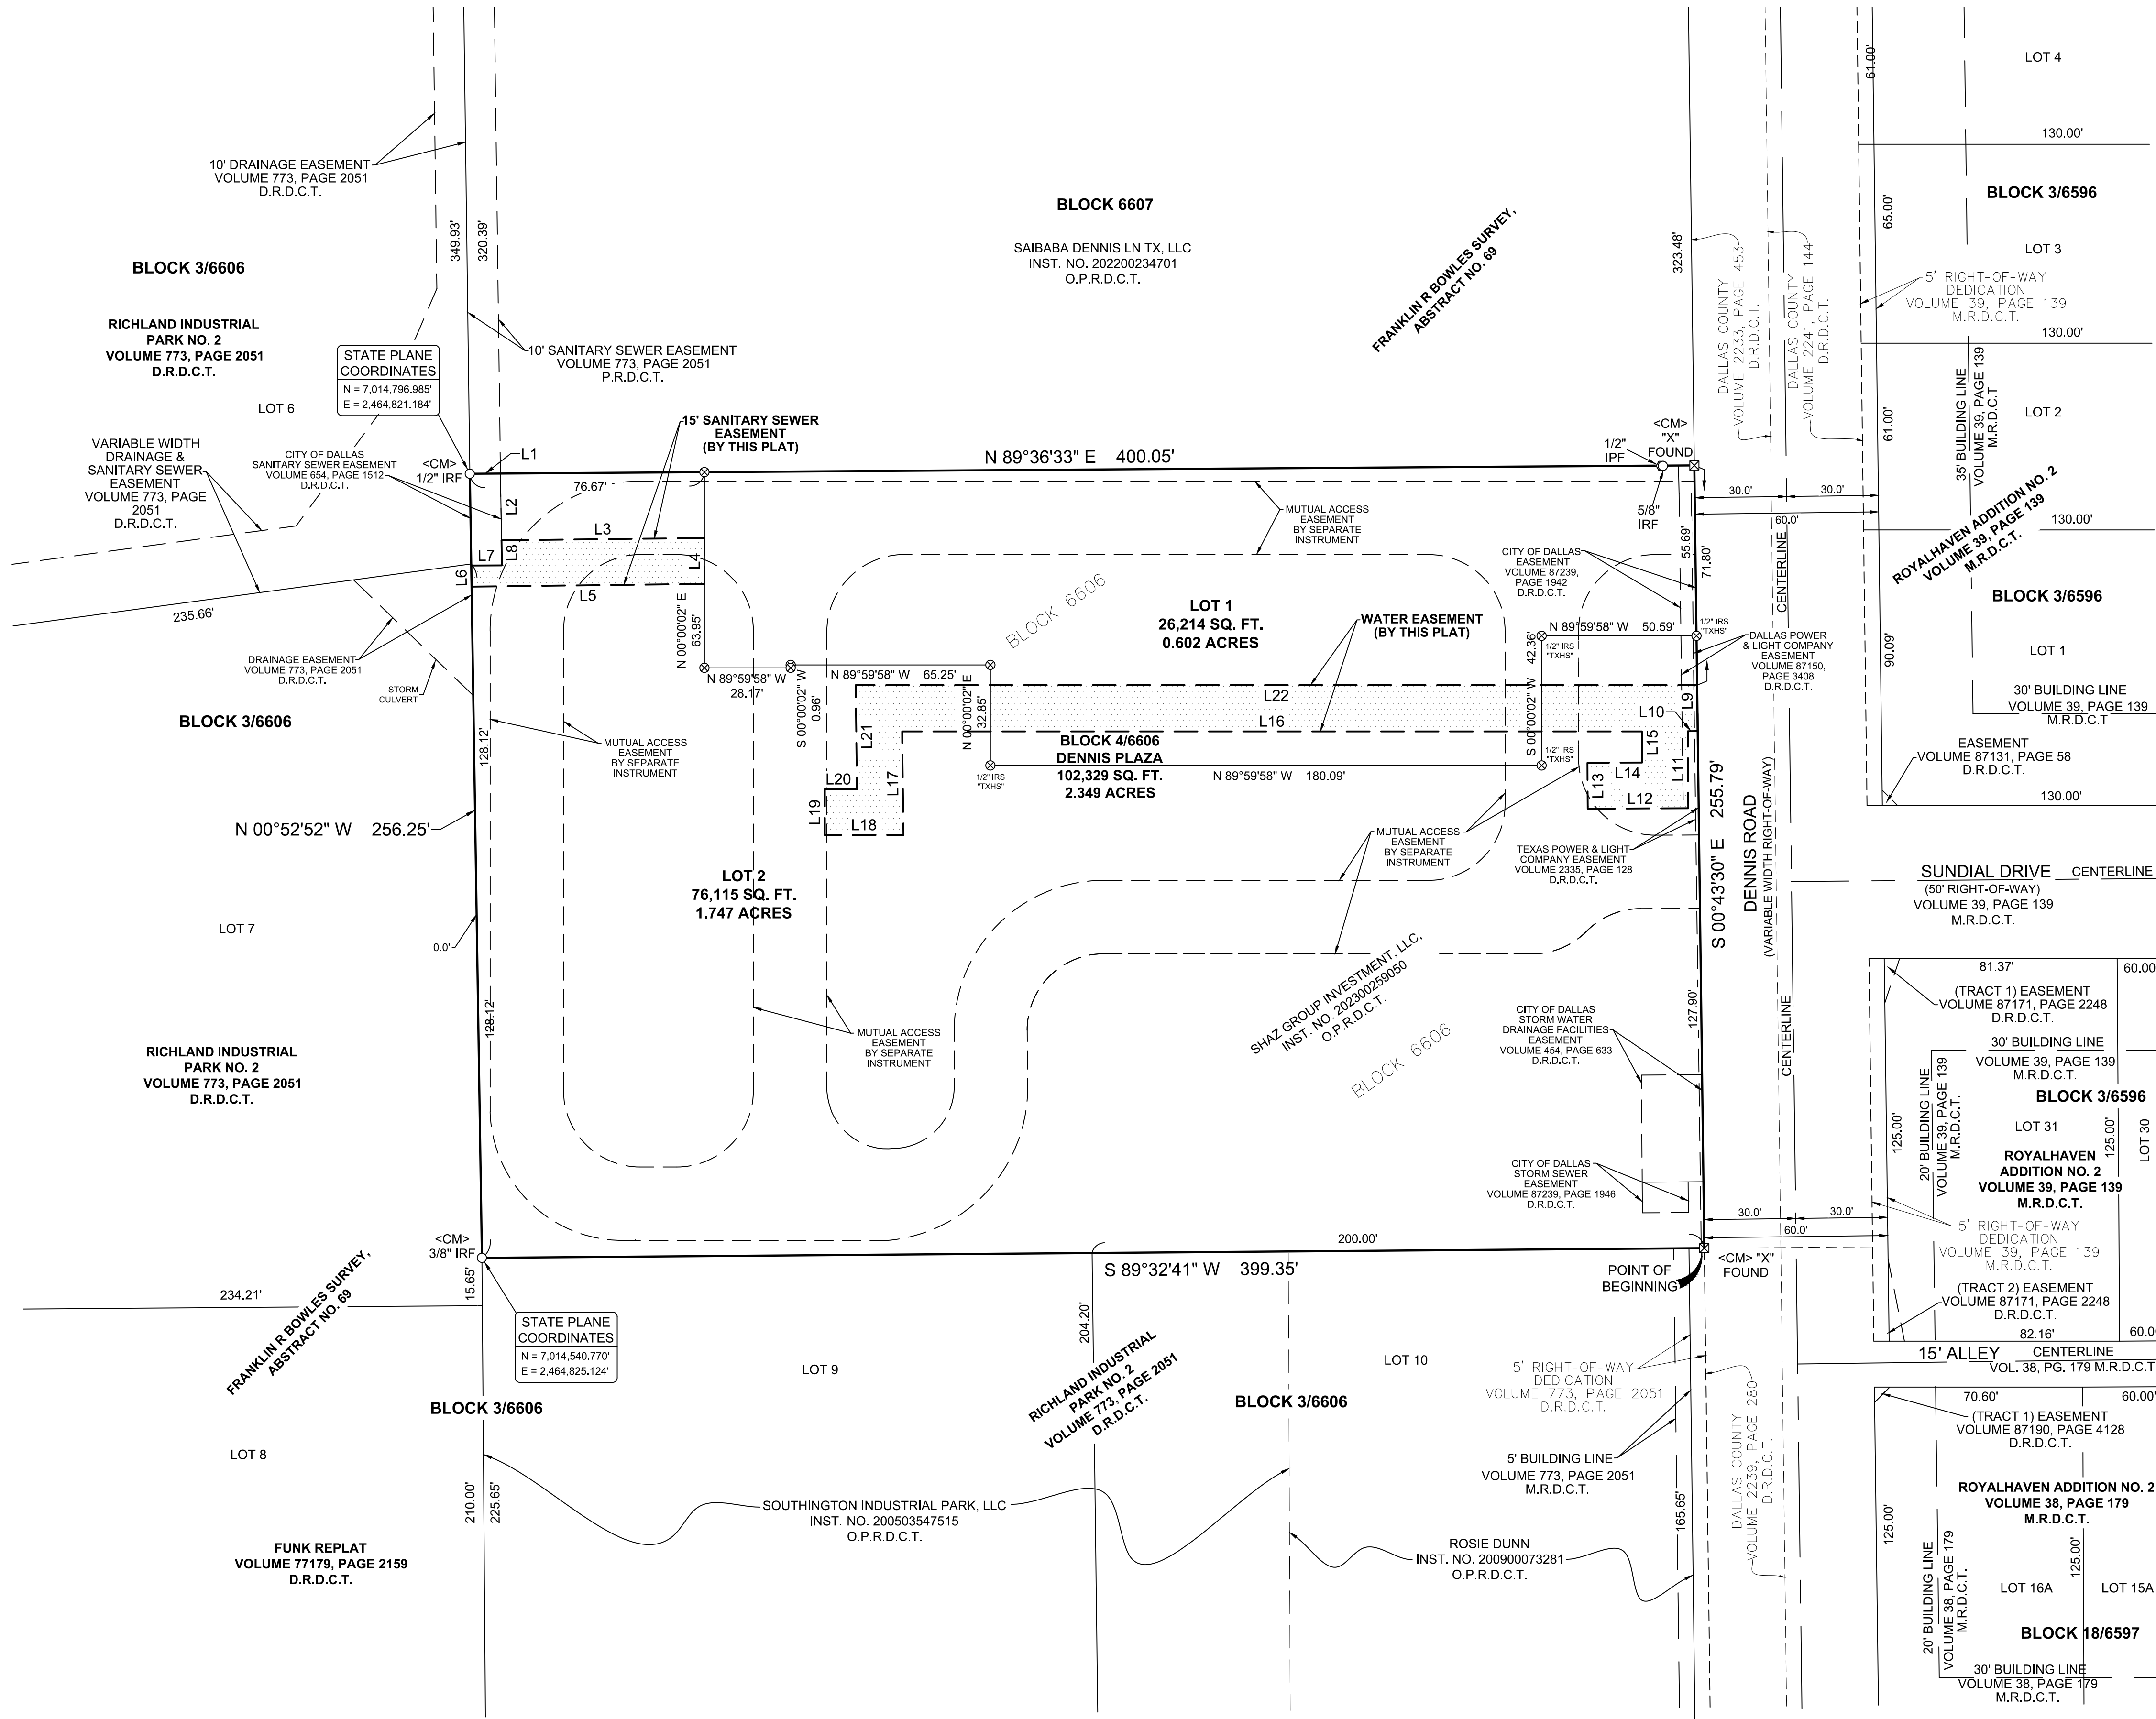 10' DRAINAGE EASEMENT
VOLUME 773, PAGE 2051
D.R.D.C.T.
BLOCK 3/6606
RICHLAND INDUSTRIAL
PARK NO. 2
VOLUME 773, PAGE 2051
D.R.D.C.T.
LOT 6
349.93'
320.39'
STATE PLANE
COORDINATES
N = 7,014,796.985'
E = 2,464,821.184'
10' SANITARY SEWER EASEMENT
VOLUME 773, PAGE 2051
P.R.D.C.T.
VARIABLE WIDTH
DRAINAGE &
SANITARY SEWER
EASEMENT
VOLUME 773, PAGE
2051
D.R.D.C.T.
CITY OF DALLAS
SANITARY SEWER EASEMENT
VOLUME 654, PAGE 1512
D.R.D.C.T.
<CM>
1/2" IRF
L1
15' SANITARY SEWER
EASEMENT
(BY THIS PLAT)
BLOCK 6607
SAIBABA DENNIS LN TX, LLC
INST. NO. 202200234701
O.P.R.D.C.T.
FRANKLIN R BOWLES SURVEY,
ABSTRACT NO. 69
N 89°36'33" E 400.05'
76.67'
L2
L3
L4
L5
L6
L7
L8
235.66'
DRAINAGE EASEMENT
VOLUME 773, PAGE 2051
D.R.D.C.T.
STORM
CULVERT
BLOCK 3/6606
128.12'
N 00°52'52" W 256.25'
LOT 7
0.0'
128.12'
RICHLAND INDUSTRIAL
PARK NO. 2
VOLUME 773, PAGE 2051
D.R.D.C.T.
MUTUAL ACCESS
EASEMENT
BY SEPARATE
INSTRUMENT
N 00°00'02" E
63.95'
N 89°59'58" W
28.17'
S 00°00'02" W
0.96'
N 89°59'58" W 65.25'
N 00°00'02" E
32.85'
1/2" IRS
"TXHS"
N 89°59'58" W 180.09'
1/2" IRS
"TXHS"
S 00°00'02" W 42.36'
1/2" IRS
"TXHS"
N 89°59'58" W 50.59'
1/2" IRS
"TXHS"
BLOCK 6606
LOT 1
26,214 SQ. FT.
0.602 ACRES
WATER EASEMENT
(BY THIS PLAT)
MUTUAL ACCESS
EASEMENT
BY SEPARATE
INSTRUMENT
L22
L16
L21
L20
L19
L18
L17
L9
L10
L11
L12
L13
L14
L15
BLOCK 4/6606
DENNIS PLAZA
102,329 SQ. FT.
2.349 ACRES
LOT 2
76,115 SQ. FT.
1.747 ACRES
MUTUAL ACCESS
EASEMENT
BY SEPARATE
INSTRUMENT
MUTUAL ACCESS
EASEMENT
BY SEPARATE
INSTRUMENT
SHAZ GROUP INVESTMENT, LLC,
INST. NO. 202300259050
O.P.R.D.C.T.
BLOCK 6606
1/2"
IPF
<CM>
"X"
FOUND
5/8"
IRF
323.48'
55.69'
71.80'
CITY OF DALLAS
EASEMENT
VOLUME 87239,
PAGE 1942
D.R.D.C.T.
DALLAS POWER
& LIGHT COMPANY
EASEMENT
VOLUME 87150,
PAGE 3408
D.R.D.C.T.
TEXAS POWER & LIGHT
COMPANY EASEMENT
VOLUME 2335, PAGE 128
D.R.D.C.T.
CITY OF DALLAS
STORM WATER
DRAINAGE FACILITIES
EASEMENT
VOLUME 454, PAGE 633
D.R.D.C.T.
CITY OF DALLAS
STORM SEWER
EASEMENT
VOLUME 87239, PAGE 1946
D.R.D.C.T.
127.90'
S 00°43'30" E 255.79'
DENNIS ROAD
(VARIABLE WIDTH RIGHT-OF-WAY)
CENTERLINE
CENTERLINE
DALLAS COUNTY
VOLUME 2233, PAGE 453
D.R.D.C.T.
DALLAS COUNTY
VOLUME 2241, PAGE 144
D.R.D.C.T.
30.0'
30.0'
60.0'
30.0'
30.0'
60.0'
<CM> "X"
FOUND
POINT OF
BEGINNING
200.00'
S 89°32'41" W 399.35'
<CM>
3/8" IRF
15.65'
234.21'
FRANKLIN R BOWLES SURVEY,
ABSTRACT NO. 69
STATE PLANE
COORDINATES
N = 7,014,540.770'
E = 2,464,825.124'
BLOCK 3/6606
LOT 8
210.00'
225.65'
FUNK REPLAT
VOLUME 77179, PAGE 2159
D.R.D.C.T.
LOT 9
SOUTHINGTON INDUSTRIAL PARK, LLC
INST. NO. 200503547515
O.P.R.D.C.T.
204.20'
RICHLAND INDUSTRIAL
PARK NO. 2
VOLUME 773, PAGE 2051
D.R.D.C.T.
BLOCK 3/6606
LOT 10
5' RIGHT-OF-WAY
DEDICATION
VOLUME 773, PAGE 2051
D.R.D.C.T.
5' BUILDING LINE
VOLUME 773, PAGE 2051
M.R.D.C.T.
ROSIE DUNN
INST. NO. 200900073281
O.P.R.D.C.T.
165.65'
DALLAS COUNTY
VOLUME 2239, PAGE 280
D.R.D.C.T.
61.00'
LOT 4
130.00'
BLOCK 3/6596
65.00'
LOT 3
5' RIGHT-OF-WAY
DEDICATION
VOLUME 39, PAGE 139
M.R.D.C.T.
130.00'
35' BUILDING LINE
VOLUME 39, PAGE 139
M.R.D.C.T
LOT 2
61.00'
ROYALHAVEN ADDITION NO. 2
VOLUME 39, PAGE 139
M.R.D.C.T.
130.00'
BLOCK 3/6596
LOT 1
90.09'
30' BUILDING LINE
VOLUME 39, PAGE 139
M.R.D.C.T
EASEMENT
VOLUME 87131, PAGE 58
D.R.D.C.T.
130.00'
SUNDIAL DRIVE
CENTERLINE
(50' RIGHT-OF-WAY)
VOLUME 39, PAGE 139
M.R.D.C.T.
81.37'
60.00
(TRACT 1) EASEMENT
VOLUME 87171, PAGE 2248
D.R.D.C.T.
30' BUILDING LINE
VOLUME 39, PAGE 139
M.R.D.C.T.
20' BUILDING LINE
VOLUME 39, PAGE 139
M.R.D.C.T.
BLOCK 3/6596
LOT 31
125.00'
125.00'
LOT 30
ROYALHAVEN
ADDITION NO. 2
VOLUME 39, PAGE 139
M.R.D.C.T.
5' RIGHT-OF-WAY
DEDICATION
VOLUME 39, PAGE 139
M.R.D.C.T.
(TRACT 2) EASEMENT
VOLUME 87171, PAGE 2248
D.R.D.C.T.
82.16'
60.00
15' ALLEY
CENTERLINE
VOL. 38, PG. 179 M.R.D.C.T
70.60'
60.00'
(TRACT 1) EASEMENT
VOLUME 87190, PAGE 4128
D.R.D.C.T.
ROYALHAVEN ADDITION NO. 2
VOLUME 38, PAGE 179
M.R.D.C.T.
125.00'
20' BUILDING LINE
VOLUME 38, PAGE 179
M.R.D.C.T.
125.00'
LOT 16A
LOT 15A
BLOCK 18/6597
30' BUILDING LINE
VOLUME 38, PAGE 179
M.R.D.C.T.